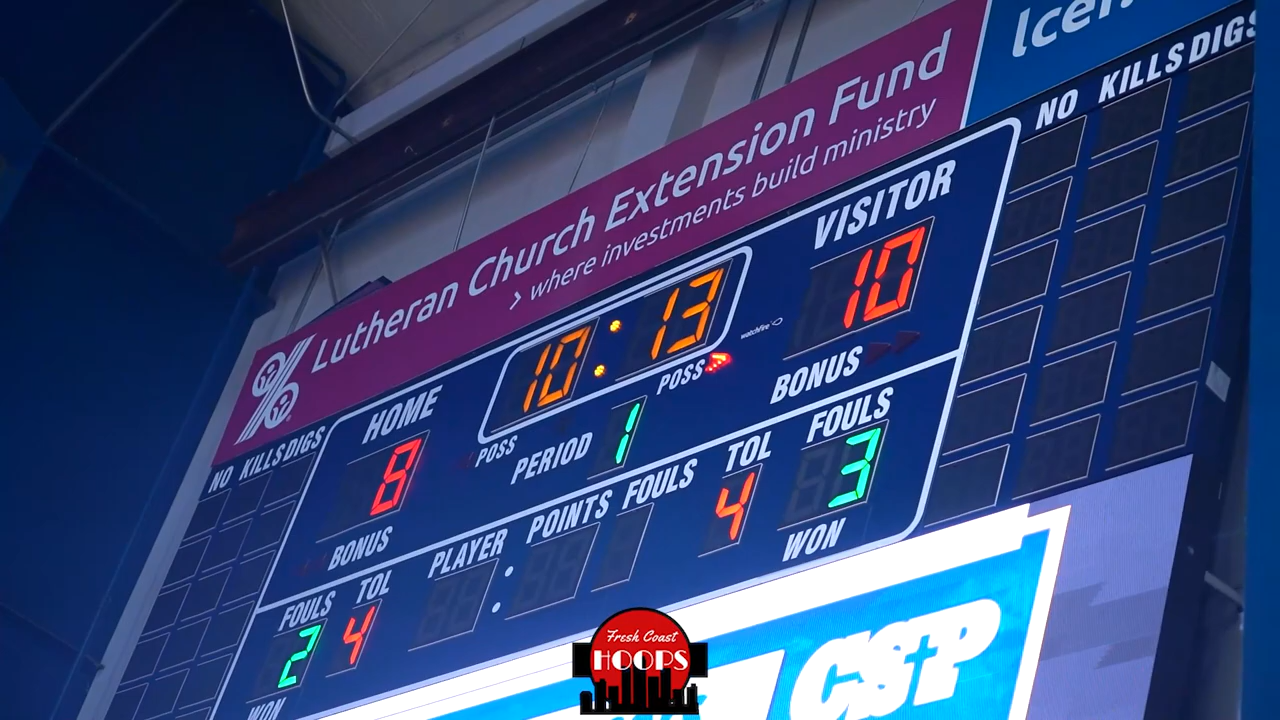 Lutheran Church Extension Fund
> where investments build ministry
NO KILLS DIGS
VISITOR
10
10:13
HOME
8
POSS
POSS
BONUS
PERIOD 1
NO KILLS DIGS
BONUS
PLAYER POINTS FOULS
TOL
4
FOULS
3
WON
FOULS
2
TOL
4
WON
CSP
Fresh Coast
HOOPS
watchfire